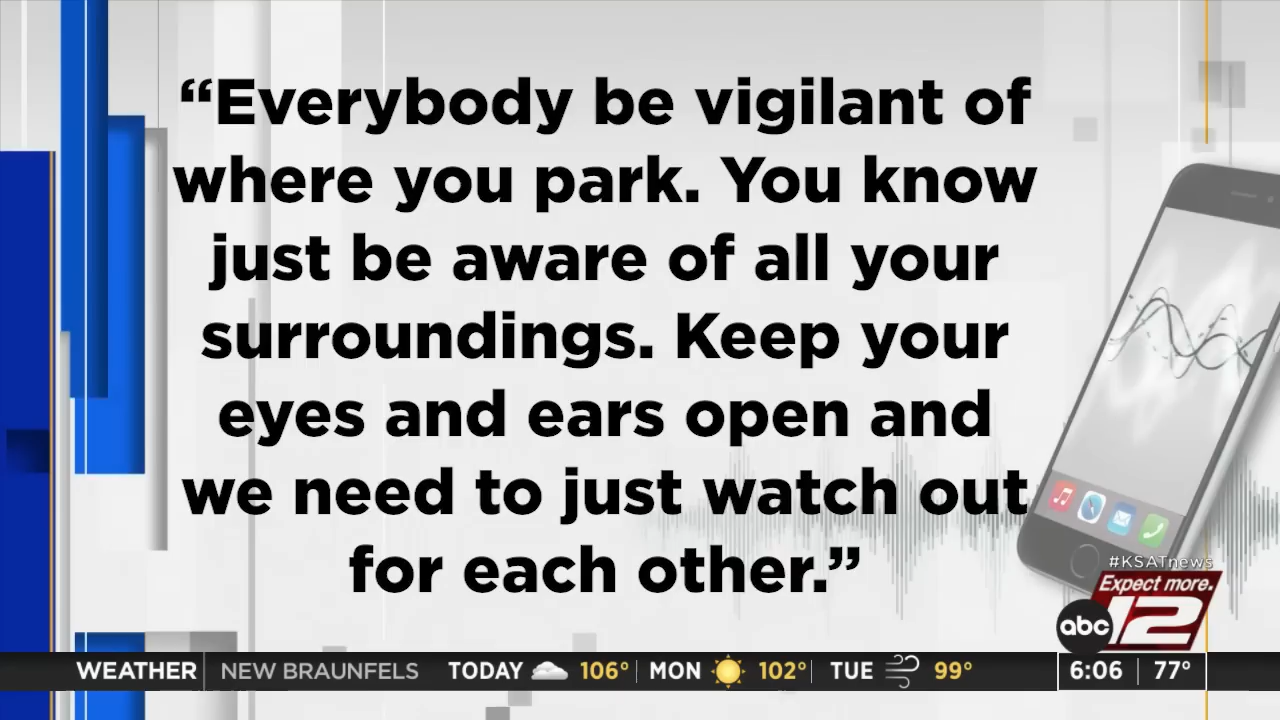 “Everybody be vigilant of
where you park. You know
just be aware of all your
surroundings. Keep your
eyes and ears open and
we need to just watch out
for each other.”
#KSATnews
Expect more.
abc 12
WEATHER NEW BRAUNFELS TODAY 106° MON 102° TUE 99° 6:06 77°